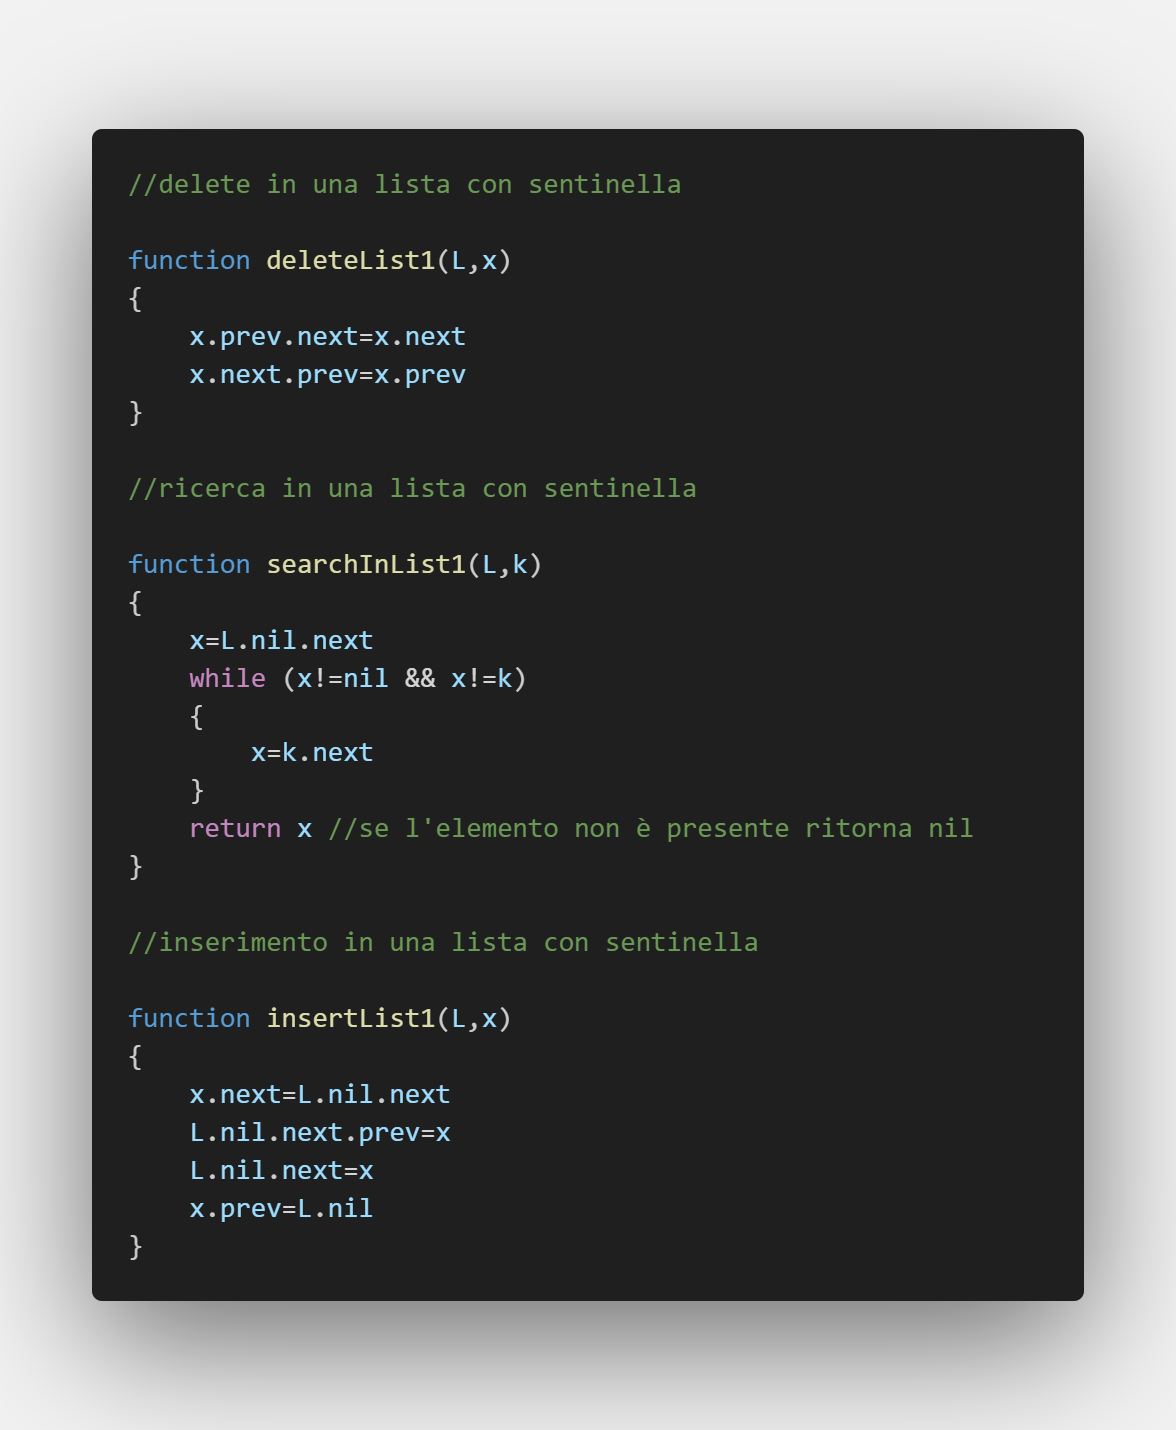 //delete in una lista con sentinella
function deleteList1(L,x)
{
    x.prev.next=x.next
    x.next.prev=x.prev
}
//ricerca in una lista con sentinella
function searchInList1(L,k)
{
    x=L.nil.next
    while (x!=nil && x!=k)
    {
        x=k.next
    }
    return x //se l'elemento non è presente ritorna nil
}
//inserimento in una lista con sentinella
function insertList1(L,x)
{
    x.next=L.nil.next
    L.nil.next.prev=x
    L.nil.next=x
    x.prev=L.nil
}